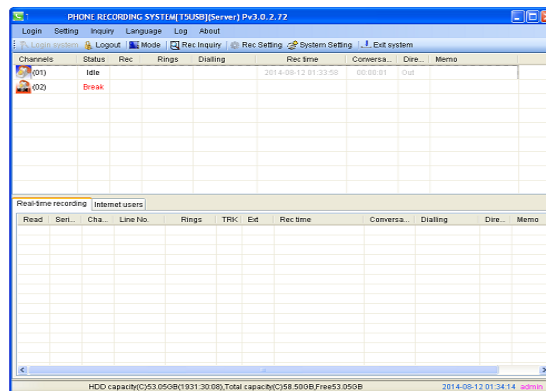 PHONE RECORDING SYSTEM[T5USB](Server) Pv3.0.2.72
Login Setting Inquiry Language Log About
Login system Logout Mode Rec Inquiry Rec Setting System Setting Exit system
Channels Status Rec Rings Dialling Rec time Conversa... Dire... Memo
(01) Idle 2014-08-12 01:33:58 00:00:01 Out
(02) Break
Real-time recording Internet users
Read Seri... Cha... Line No. Rings TRK Ext Rec time Conversa... Dialling Dire... Memo
HDD capacity(C)53.05GB(1931:30:08),Total capacity(C)58.50GB,Free53.05GB 2014-08-12 01:34:14 admin